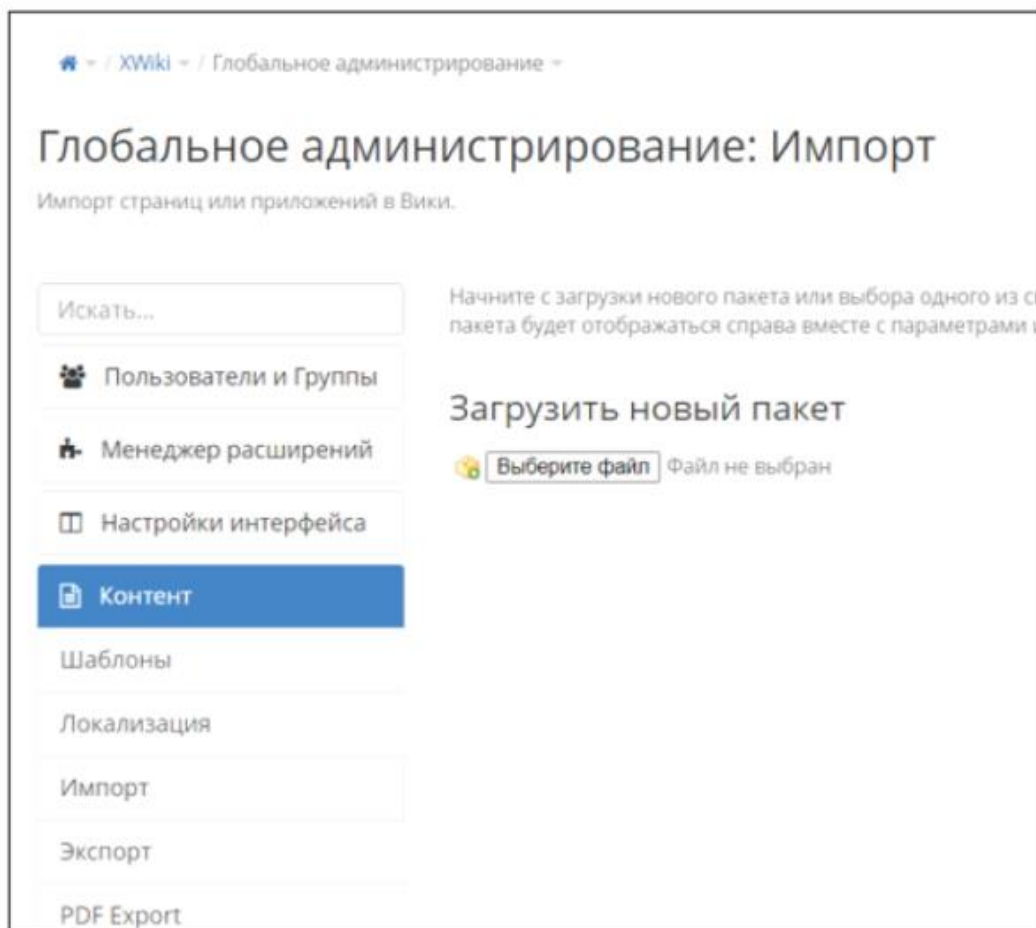 / XWiki / Глобальное администрирование
Глобальное администрирование: Импорт
Импорт страниц или приложений в Вики.
Искать...
Пользователи и Группы
Менеджер расширений
Настройки интерфейса
Контент
Шаблоны
Локализация
Импорт
Экспорт
PDF Export
Начните с загрузки нового пакета или выбора одного из
пакета будет отображаться справа вместе с параметрами
Загрузить новый пакет
Выберите файл Файл не выбран